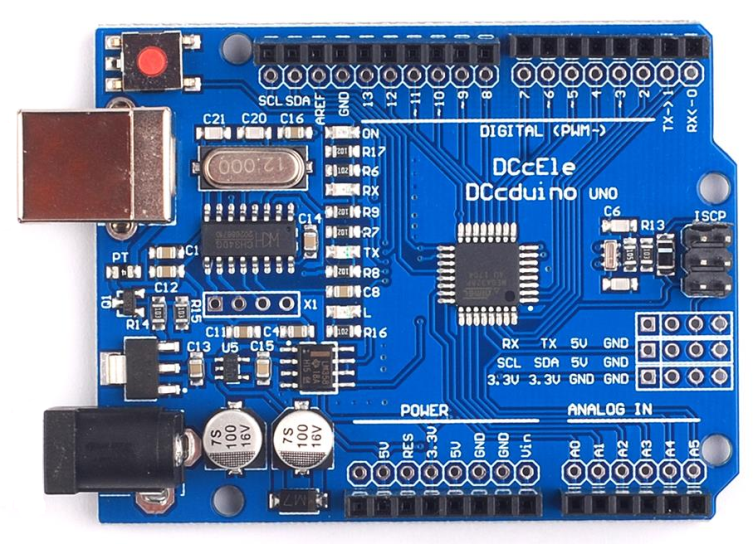 SCL SDA AREF GND 13 12 ~11 ~10 ~9 8 7 ~6 ~5 4 ~3 2 TX->1 RX<-0
DIGITAL (PWM~)
C21 C20 C16 ON
12.000
R17
R6
RX
DCcEle
DCcduino UNO
C14
R9
R7
TX
R8
C8
L
R16
CH340G
C6 R13 ISCP
PT
C1
C12
R14
R15
X1
C11 C4
C13 U5 C15
RX TX 5V GND
SCL SDA 5V GND
3.3V 3.3V GND GND
7S
100
16V
7S
100
16V
M7
POWER
ANALOG IN
5V RES 3.3V 5V GND GND Vin
A0 A1 A2 A3 A4 A5